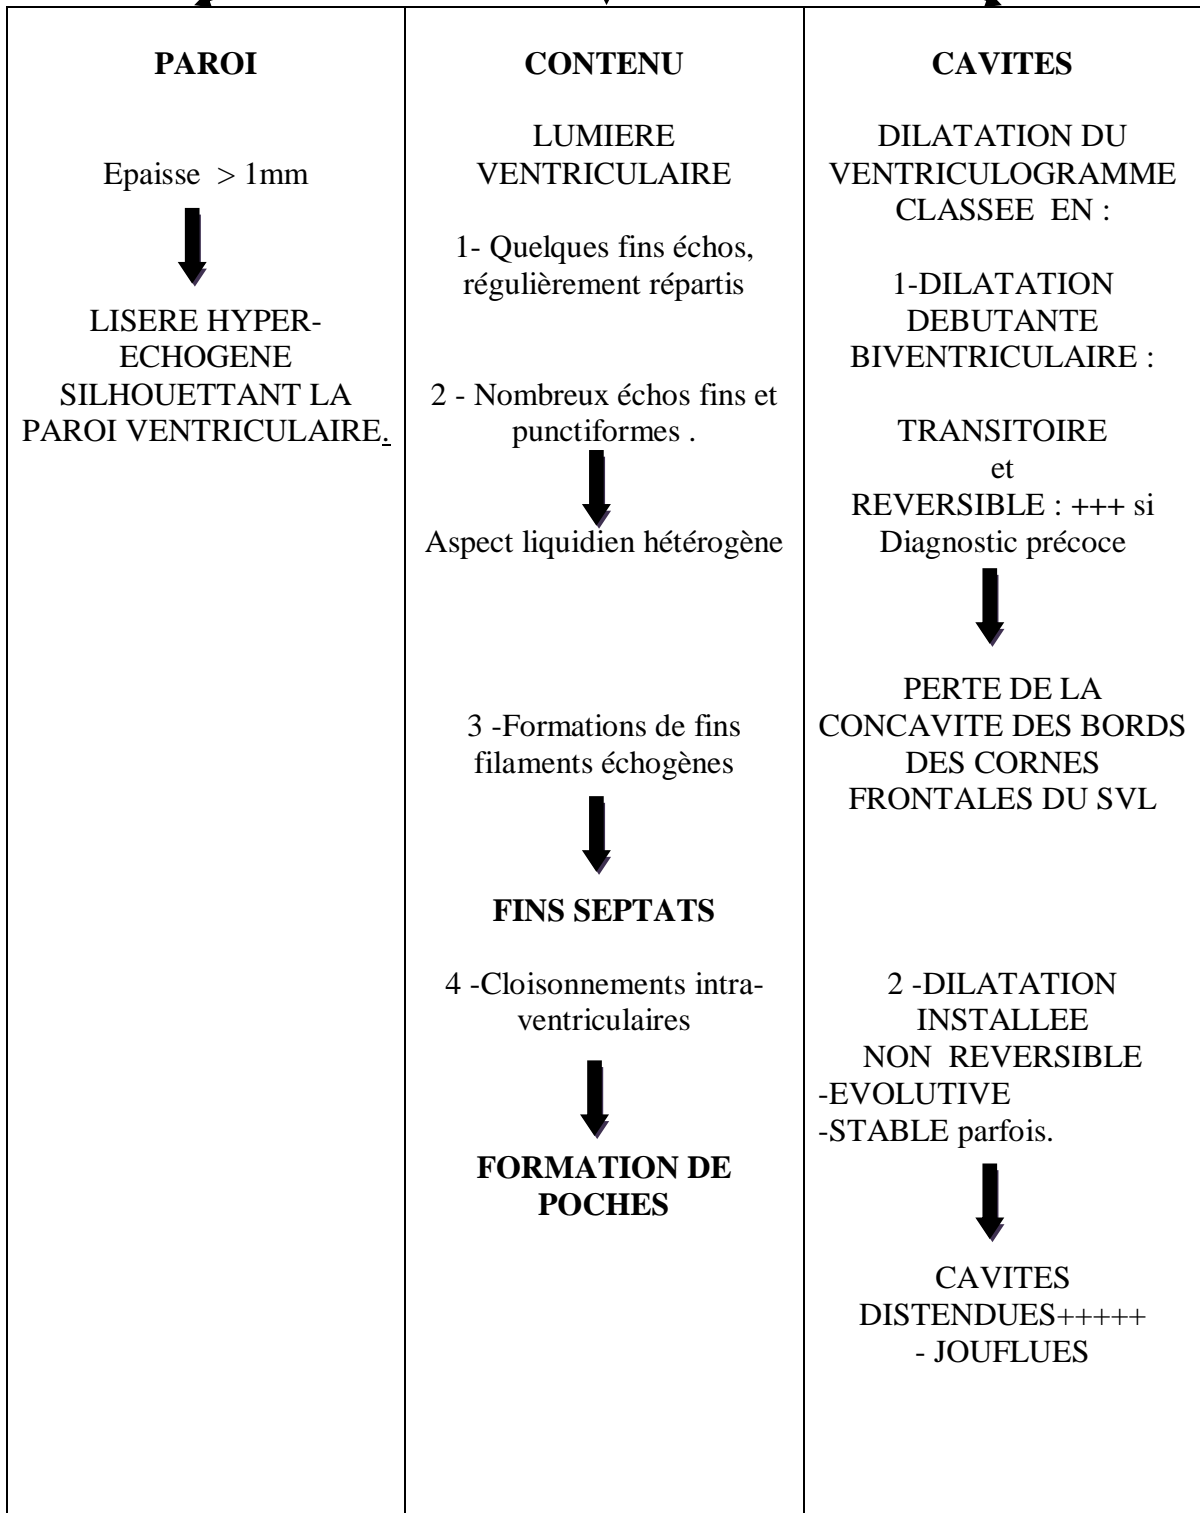 PAROI
Epaisse > 1mm
LISERE HYPER-
ECHOGENE
SILHOUETTANT LA
PAROI VENTRICULAIRE.
CONTENU
LUMIERE
VENTRICULAIRE
1- Quelques fins échos,
régulièrement répartis
2 - Nombreux échos fins et
punctiformes .
Aspect liquidien hétérogène
3 -Formations de fins
filaments échogènes
FINS SEPTATS
4 -Cloisonnements intra-
ventriculaires
FORMATION DE
POCHES
CAVITES
DILATATION DU
VENTRICULOGRAMME
CLASSEE EN :
1-DILATATION
DEBUTANTE
BIVENTRICULAIRE :
TRANSITOIRE
et
REVERSIBLE : +++ si
Diagnostic précoce
PERTE DE LA
CONCAVITE DES BORDS
DES CORNES
FRONTALES DU SVL
2 -DILATATION
INSTALLEE
NON REVERSIBLE
-EVOLUTIVE
-STABLE parfois.
CAVITES
DISTENDUES+++++
- JOUFLUES